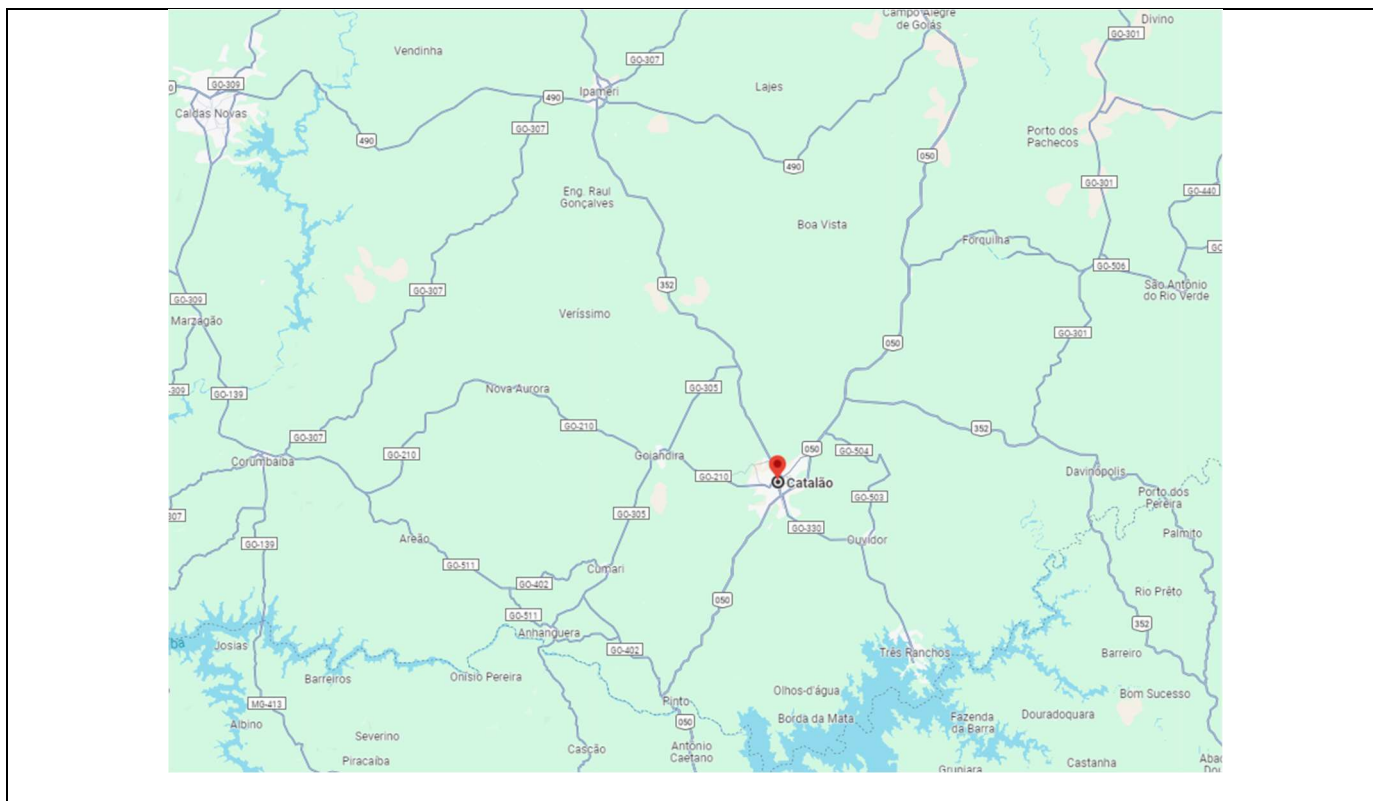 Campo Alegre
de Goiás
Divino
GO-301
Vendinha
GO-307
GO-309
Ipameri
490
Lajes
Caldas Novas
GO-307
490
490
050
Porto dos
Pachecos
GO-301
GO-440
Eng. Raul
Gonçalves
Boa Vista
Forquilha
GO-506
São Antônio
do Rio Verde
352
GO-307
GO-309
Marzagão
Veríssimo
GO-301
050
GO-305
Nova Aurora
GO-139
GO-210
352
GO-307
050
GO-504
GO-210
Goiandira
Corumbaíba
GO-210
Catalão
Davinópolis
Porto dos
Pereira
GO-503
GO-305
GO-330
Palmito
Ouvidor
GO-139
Areão
GO-511
Cumari
GO-402
Rio Prêto
050
GO-511
352
Anhanguera
Josias
GO-402
Três Ranchos
Barreiro
Barreiros
Onísio Pereira
Olhos-d'água
Bom Sucesso
MG-413
Pinto
Borda da Mata
Fazenda
da Barra
Douradoquara
Albino
050
Severino
Cascão
Antônio
Caetano
Piracaíba
Castanha
Grupiara